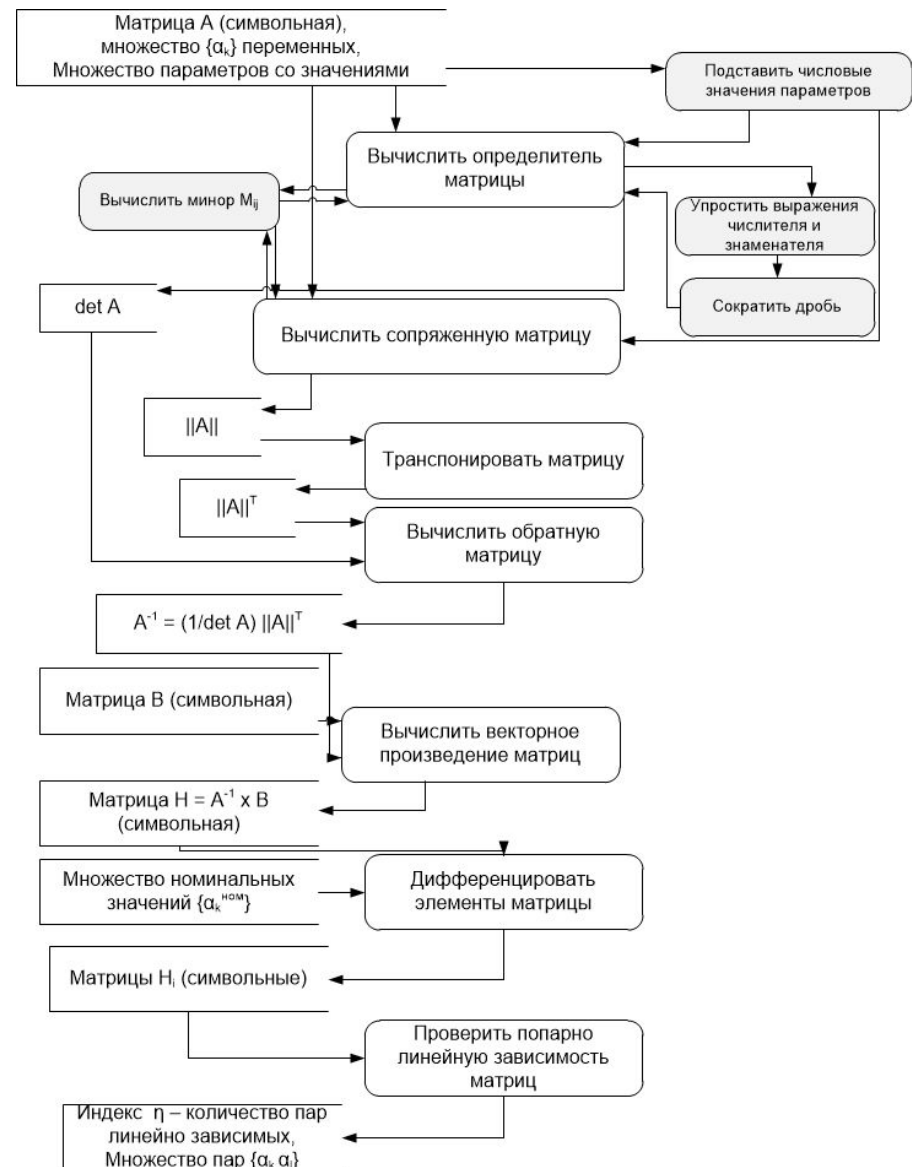 Матрица A (символьная),
множество {αₖ} переменных,
Множество параметров со значениями
Подставить числовые
значения параметров
Вычислить определитель
матрицы
Вычислить минор Mᵢⱼ
Упростить выражения
числителя и
знаменателя
det A
Сократить дробь
Вычислить сопряженную матрицу
||A||
Транспонировать матрицу
||A||ᵀ
Вычислить обратную
матрицу
A⁻¹ = (1/det A) ||A||ᵀ
Матрица B (символьная)
Вычислить векторное
произведение матриц
Матрица H = A⁻¹ x B
(символьная)
Множество номинальных
значений {αₖⁿᵒᵐ}
Дифференцировать
элементы матрицы
Матрицы Hᵢ (символьные)
Проверить попарно
линейную зависимость
матриц
Индекс η – количество пар
линейно зависимых,
Множество пар {αₖ,αᵢ}